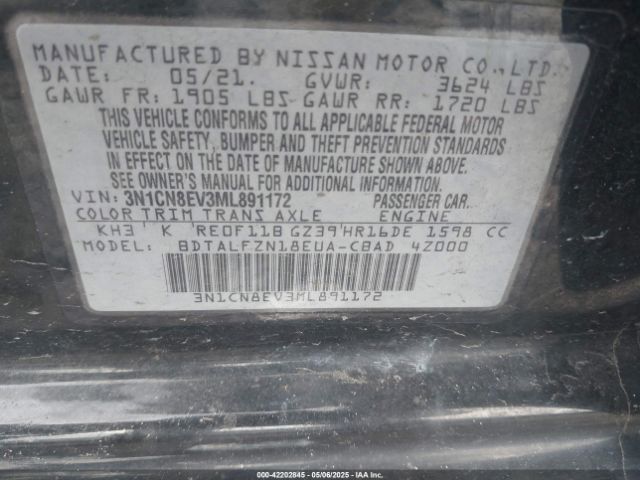 MANUFACTURED BY NISSAN MOTOR CO., LTD.
DATE: 05/21. GVWR: 3624 LBS
GAWR FR: 1905 LBS GAWR RR: 1720 LBS
THIS VEHICLE CONFORMS TO ALL APPLICABLE FEDERAL MOTOR
VEHICLE SAFETY, BUMPER AND THEFT PREVENTION STANDARDS
IN EFFECT ON THE DATE OF MANUFACTURE SHOWN ABOVE.
SEE OWNER'S MANUAL FOR ADDITIONAL INFORMATION.
VIN: 3N1CN8EV3ML891172 PASSENGER CAR.
COLOR TRIM TRANS AXLE ENGINE
KH3 K RE0F11B GZ39 HR16DE 1598 CC
MODEL: BDTALFZN18EUA-CBAD 4Z000
3N1CN8EV3ML891172
000-42202845 05/06/2025 IAA Inc. Copart